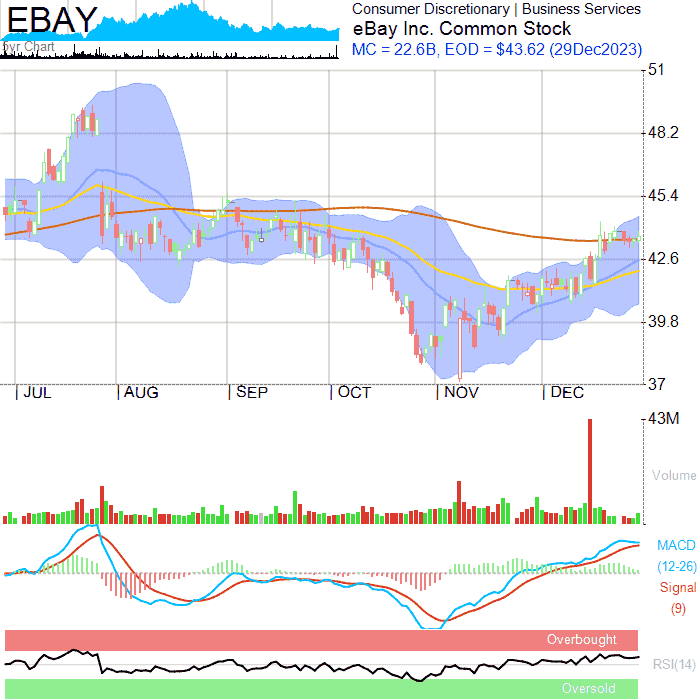 EBAY
5yr Chart
Consumer Discretionary | Business Services
eBay Inc. Common Stock
MC = 22.6B, EOD = $43.62 (29Dec2023)
51
48.2
45.4
42.6
39.8
37
| JUL | AUG | SEP | OCT | NOV | DEC
43M
Volume
MACD
(12-26)
Signal
(9)
Overbought
RSI(14)
Oversold